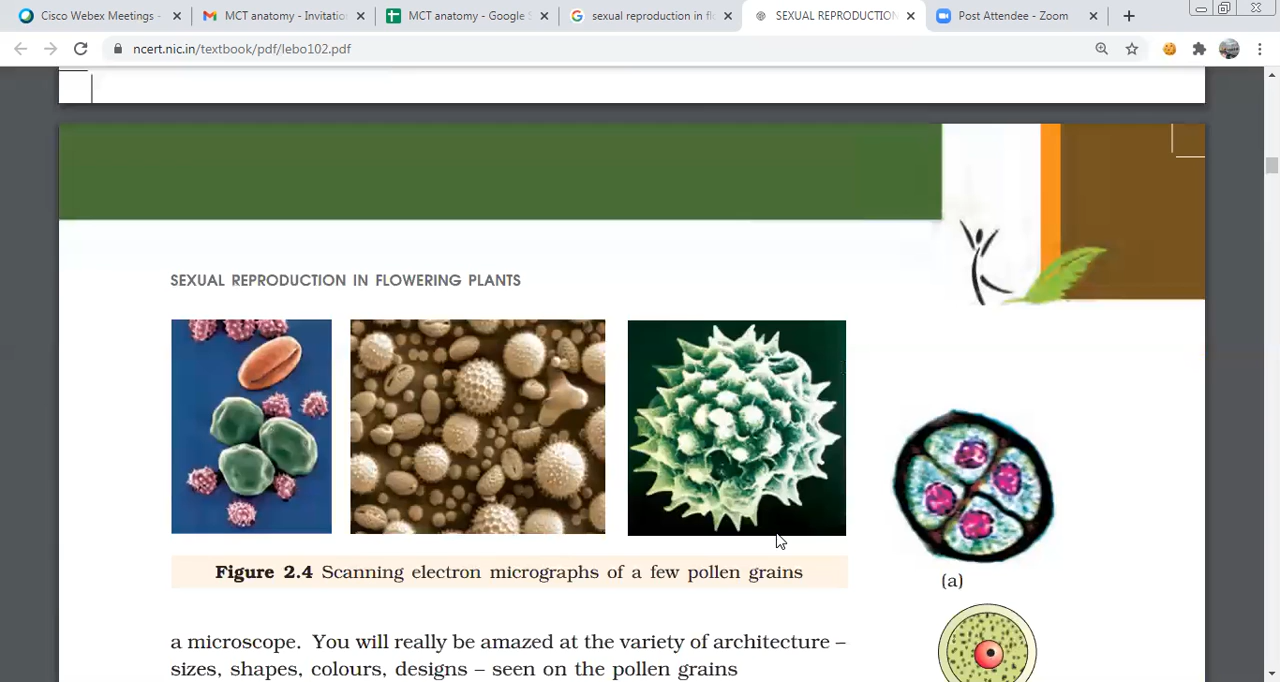 Cisco Webex Meetings -
MCT anatomy - Invitatio
MCT anatomy - Google S
sexual reproduction in fl
SEXUAL REPRODUCTION
Post Attendee - Zoom
ncert.nic.in/textbook/pdf/lebo102.pdf
SEXUAL REPRODUCTION IN FLOWERING PLANTS
(a)
Figure 2.4 Scanning electron micrographs of a few pollen grains
a microscope. You will really be amazed at the variety of architecture –
sizes, shapes, colours, designs – seen on the pollen grains